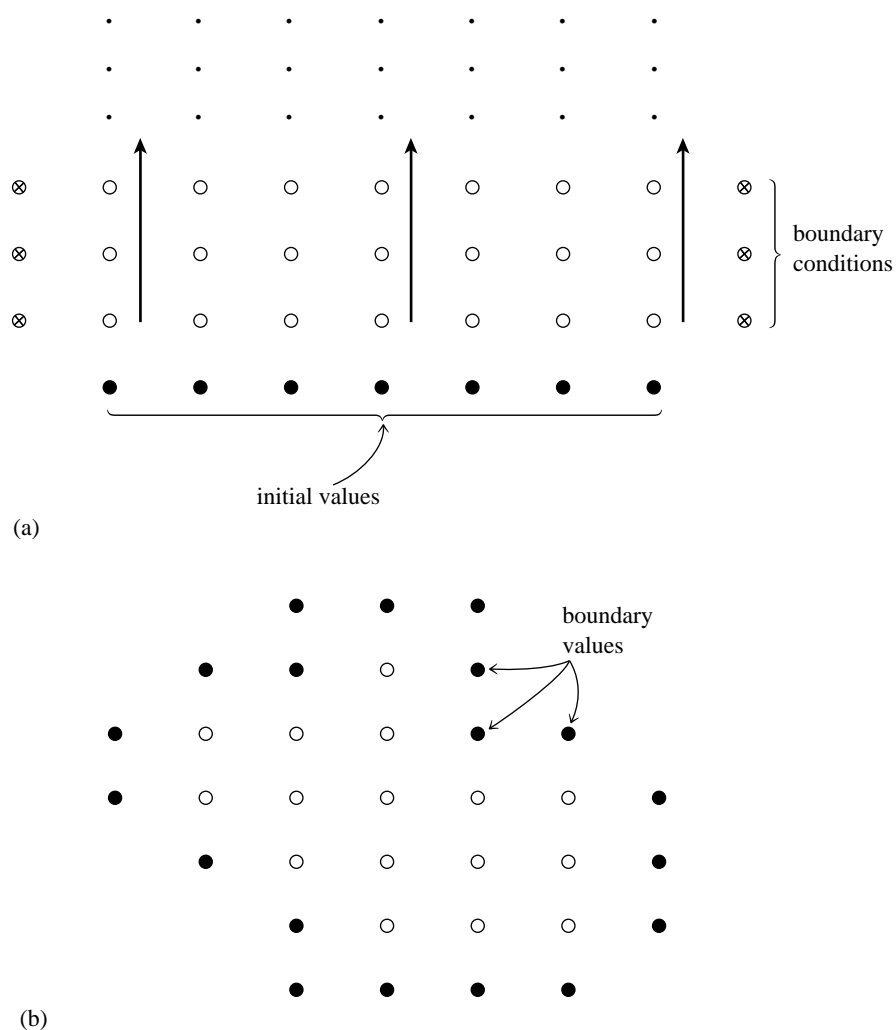 boundary
conditions
initial values
(a)
boundary
values
(b)